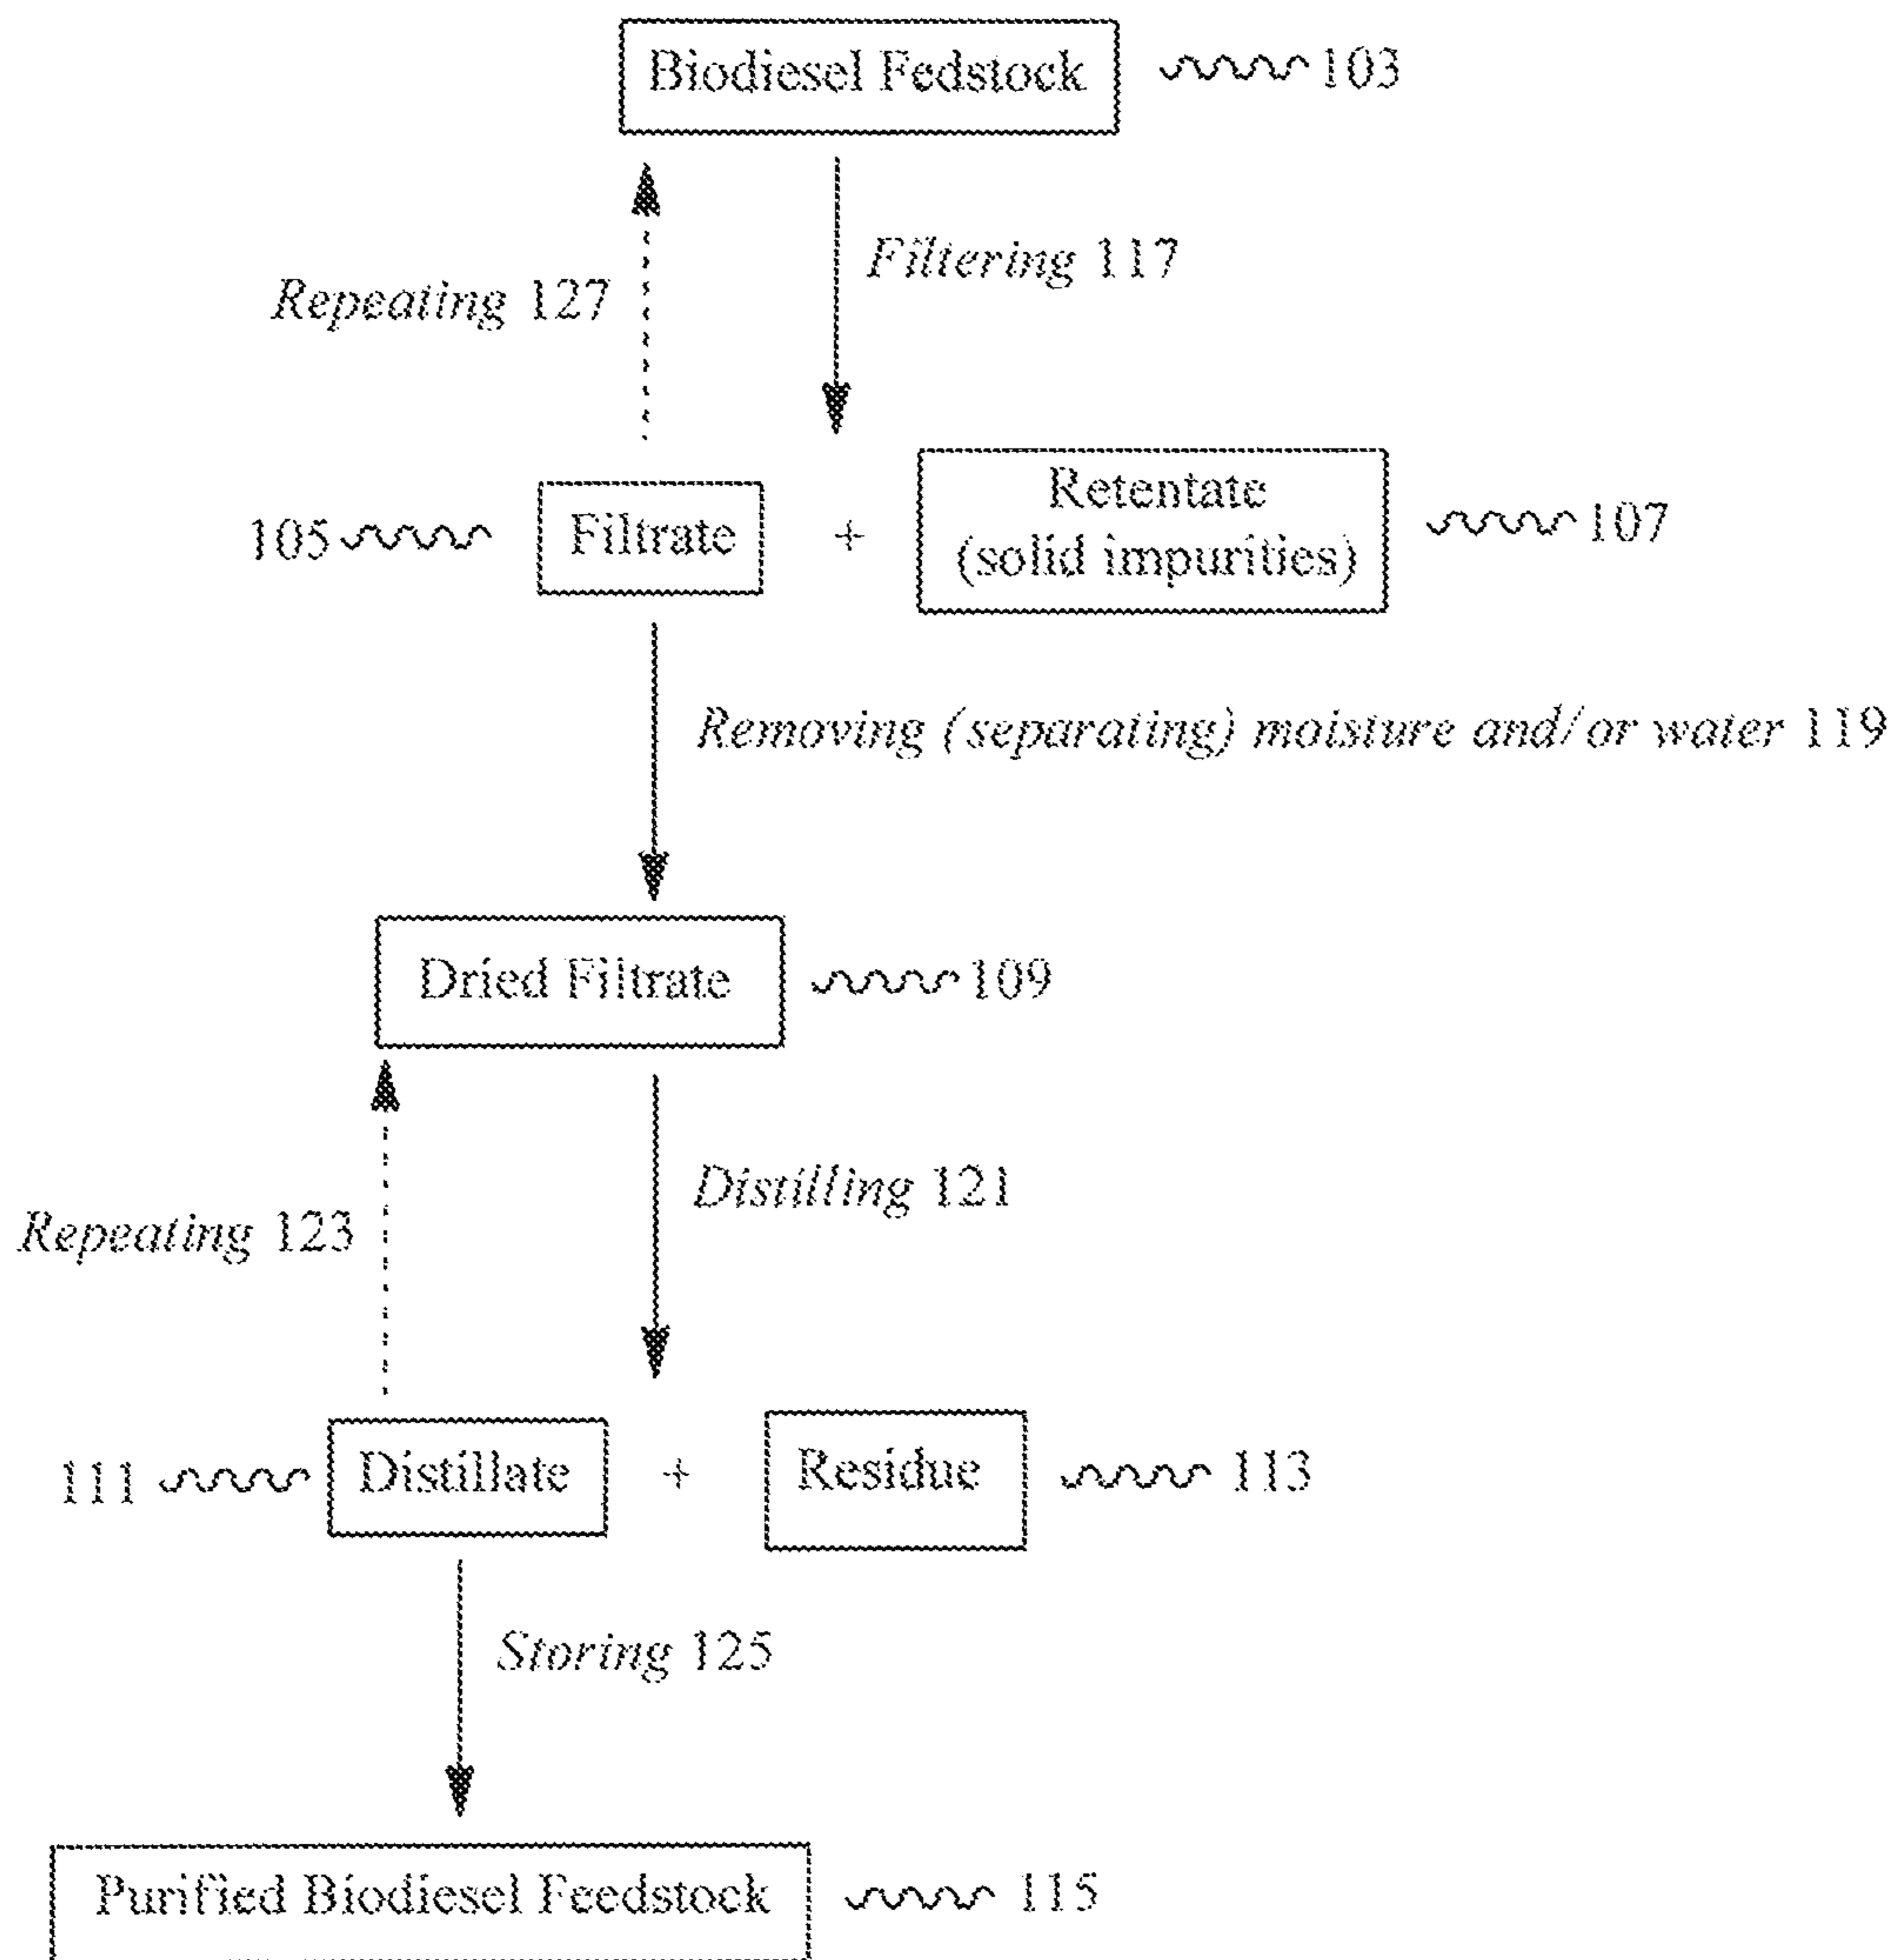 Biodiesel Fedstock 103
Repeating 127
Filtering 117
105 Filtrate + Retentate
(solid impurities) 107
Removing (separating) moisture and/or water 119
Dried Filtrate 109
Repeating 123
Distilling 121
111 Distillate + Residue 113
Storing 125
Purified Biodiesel Feedstock 115